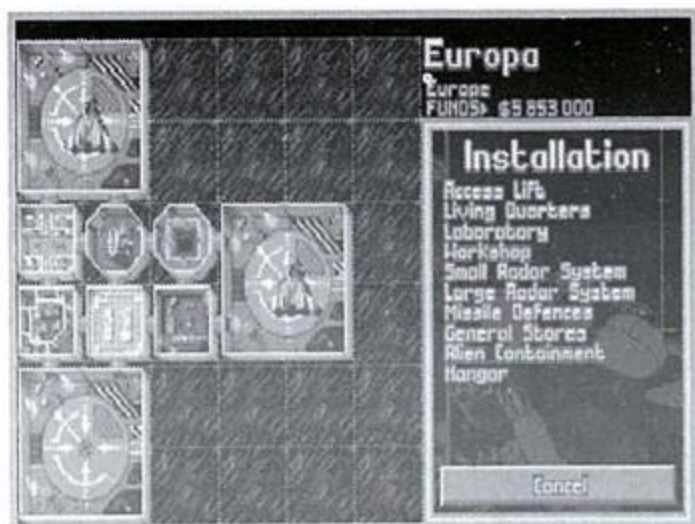 Europa
Europe
FUNDS> $5 853 000
Installation
Access Lift
Living Quarters
Laboratory
Workshop
Small Radar System
Large Radar System
Missile Defences
General Stores
Alien Containment
Hangar
Cancel